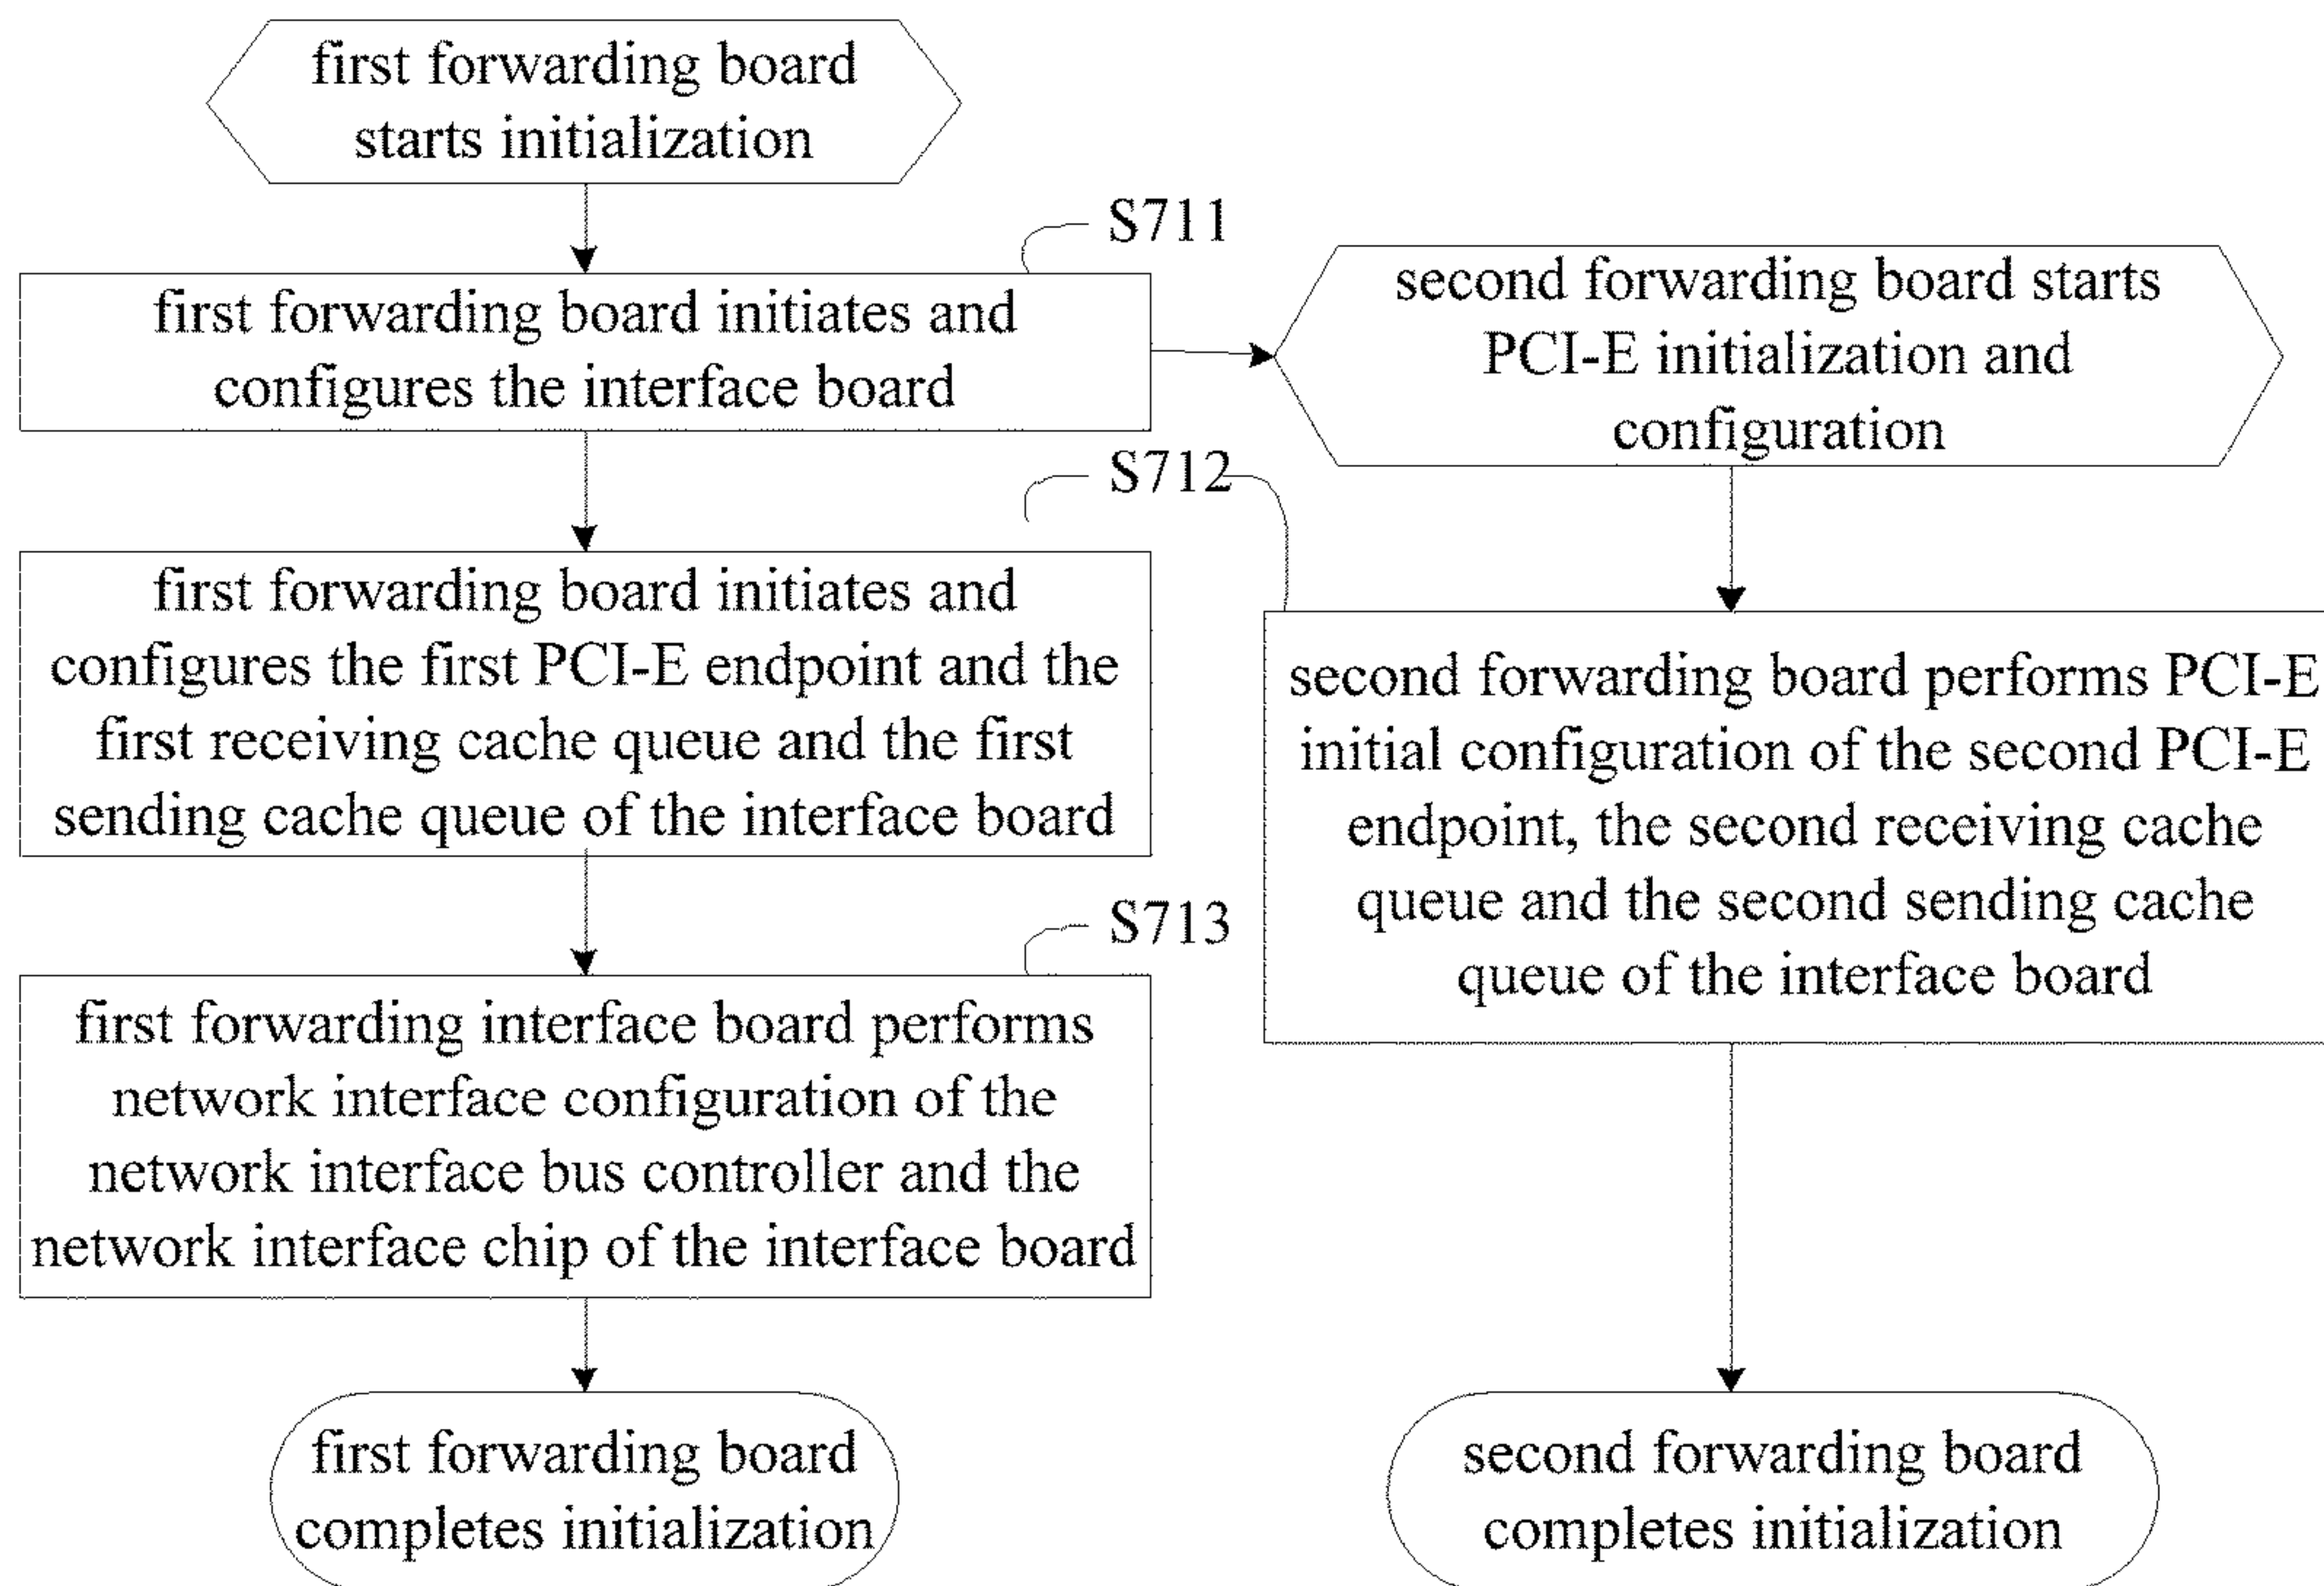 first forwarding board
starts initialization
S711
first forwarding board initiates and
configures the interface board
second forwarding board starts
PCI-E initialization and
configuration
S712
first forwarding board initiates and
configures the first PCI-E endpoint and the
first receiving cache queue and the first
sending cache queue of the interface board
second forwarding board performs PCI-E
initial configuration of the second PCI-E
endpoint, the second receiving cache
queue and the second sending cache
queue of the interface board
S713
first forwarding interface board performs
network interface configuration of the
network interface bus controller and the
network interface chip of the interface board
first forwarding board
completes initialization
second forwarding board
completes initialization